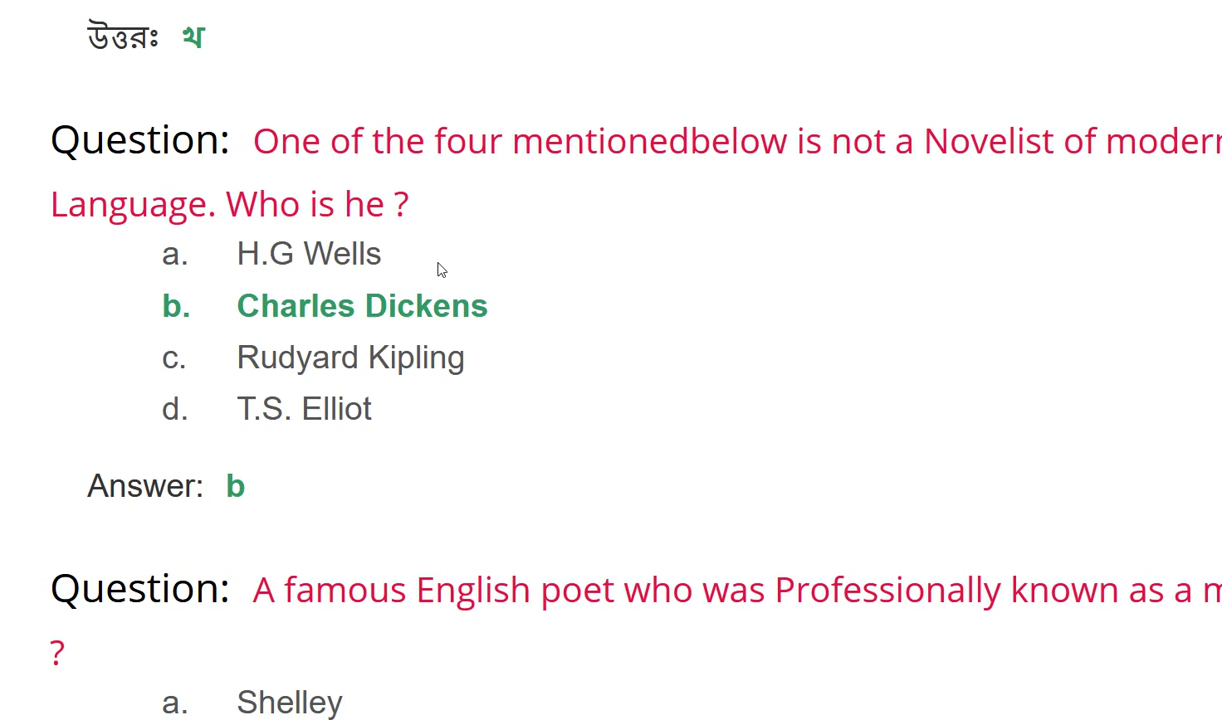 উত্তরঃ খ
Question: One of the four mentionedbelow is not a Novelist of modern
Language. Who is he ?
a. H.G Wells
b. Charles Dickens
c. Rudyard Kipling
d. T.S. Elliot
Answer: b
Question: A famous English poet who was Professionally known as a
?
a. Shelley